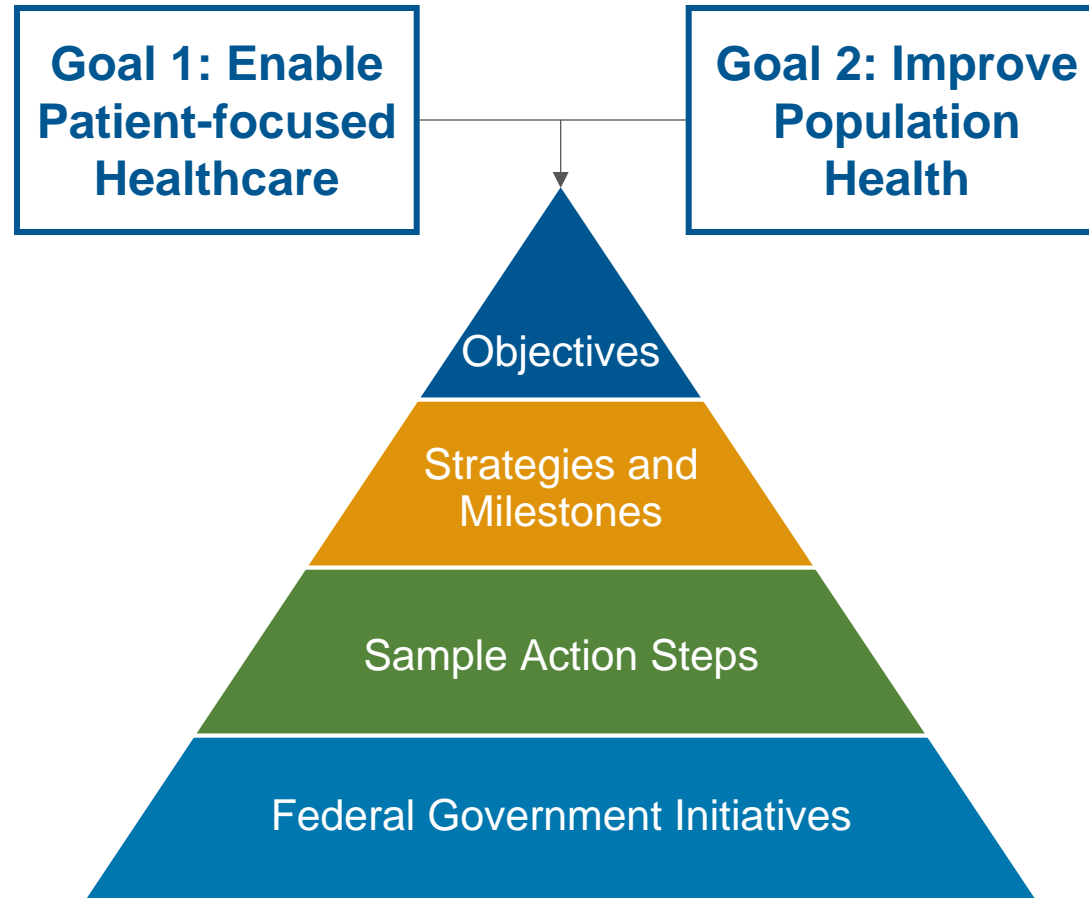 Goal 1: Enable
Patient-focused
Healthcare
Goal 2: Improve
Population
Health
Objectives
Strategies and
Milestones
Sample Action Steps
Federal Government Initiatives